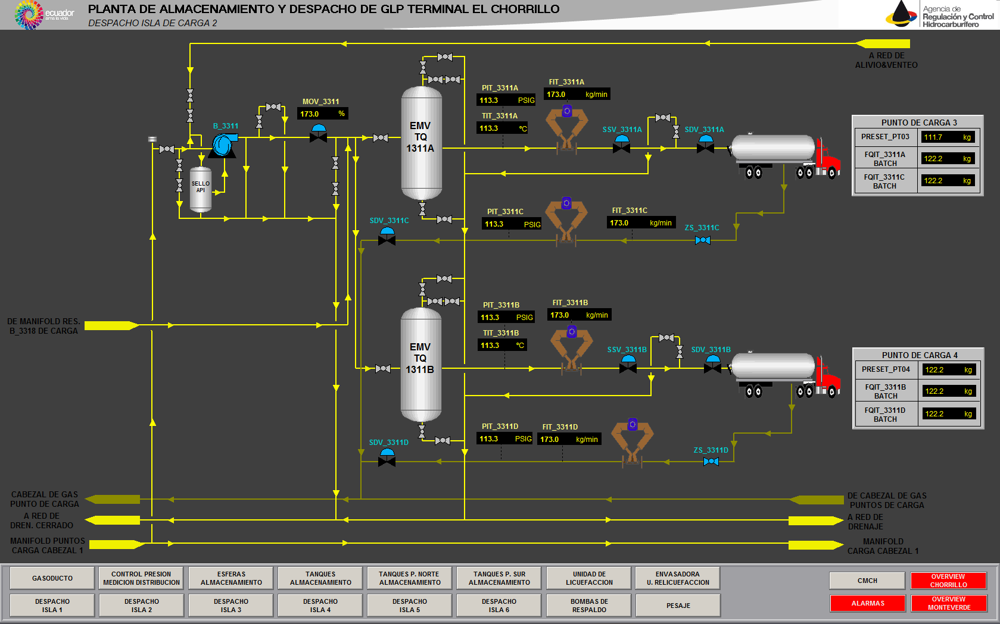 ecuador
ama la vida
PLANTA DE ALMACENAMIENTO Y DESPACHO DE GLP TERMINAL EL CHORRILLO
DESPACHO ISLA DE CARGA 2
Agencia de
Regulación y Control
Hidrocarburífero
A RED DE
ALIVIO&VENTEO
MOV_3311
173.0 %
B_3311
SELLO
API
EMV
TQ
1311A
PIT_3311A
113.3 PSIG
TIT_3311A
113.3 ºC
FIT_3311A
173.0 kg/min
SSV_3311A
SDV_3311A
PUNTO DE CARGA 3
PRESET_PT03 111.7 kg
FQIT_3311A
BATCH
122.2 kg
FQIT_3311C
BATCH
122.2 kg
SDV_3311C
PIT_3311C
113.3 PSIG
FIT_3311C
173.0 kg/min
ZS_3311C
DE MANIFOLD RES.
B_3318 DE CARGA
EMV
TQ
1311B
PIT_3311B
113.3 PSIG
TIT_3311B
113.3 ºC
FIT_3311B
173.0 kg/min
SSV_3311B
SDV_3311B
PUNTO DE CARGA 4
PRESET_PT04 122.2 kg
FQIT_3311B
BATCH
122.2 kg
FQIT_3311D
BATCH
122.2 kg
SDV_3311D
PIT_3311D
113.3 PSIG
FIT_3311D
173.0 kg/min
ZS_3311D
CABEZAL DE GAS
PUNTO DE CARGA
DE CABEZAL DE GAS
PUNTOS DE CARGA
A RED DE
DREN. CERRADO
A RED DE
DRENAJE
MANIFOLD PUNTOS
CARGA CABEZAL 1
MANIFOLD
CARGA CABEZAL 1
GASODUCTO
CONTROL PRESION
MEDICION DISTRIBUCION
ESFERAS
ALMACENAMIENTO
TANQUES
ALMACENAMIENTO
TANQUES P. NORTE
ALMACENAMIENTO
TANQUES P. SUR
ALMACENAMIENTO
UNIDAD DE
LICUEFACCION
ENVASADORA
U. RELICUEFACCION
CMCH
OVERVIEW
CHORRILLO
DESPACHO
ISLA 1
DESPACHO
ISLA 2
DESPACHO
ISLA 3
DESPACHO
ISLA 4
DESPACHO
ISLA 5
DESPACHO
ISLA 6
BOMBAS DE
RESPALDO
PESAJE
ALARMAS
OVERVIEW
MONTEVERDE